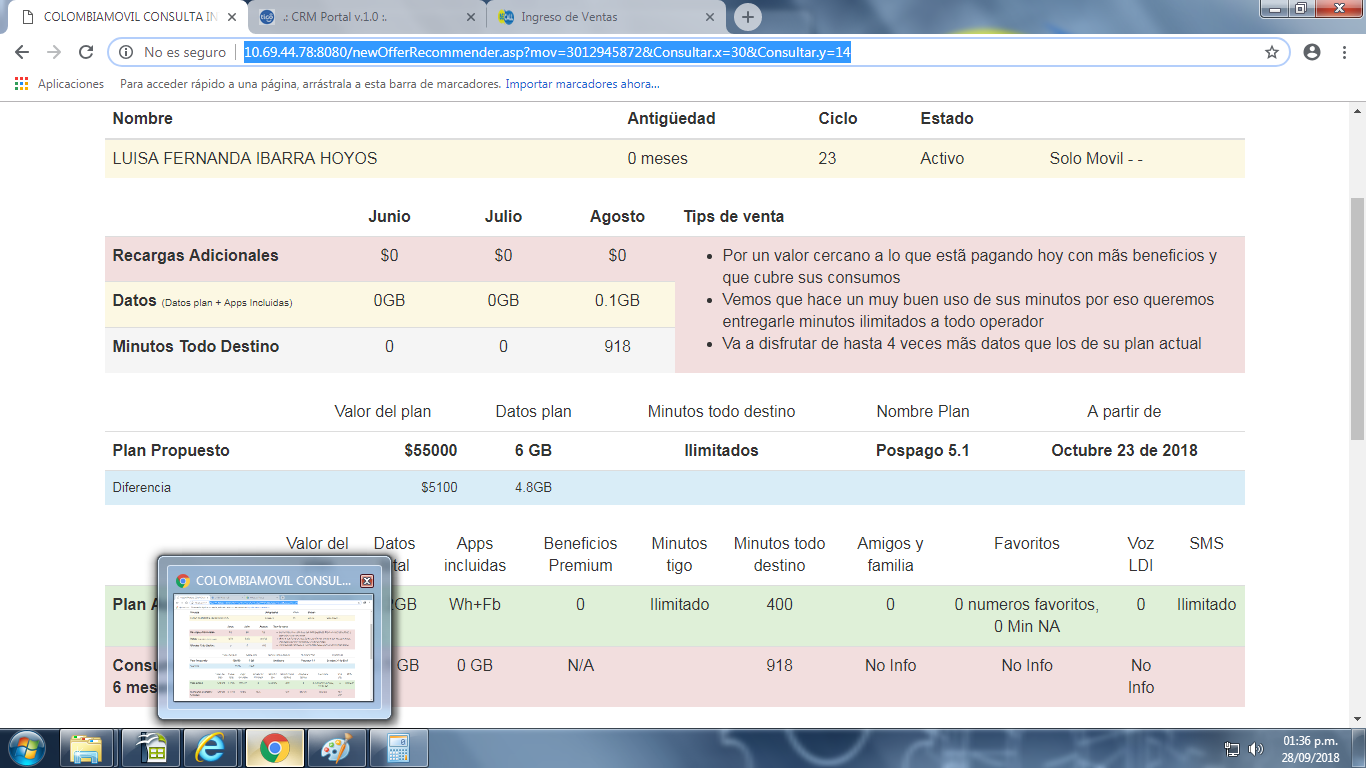 COLOMBIAMOVIL CONSULTA IN
.: CRM Portal v.1.0 :.
Ingreso de Ventas
No es seguro
10.69.44.78:8080/newOfferRecommender.asp?mov=3012945872&Consultar.x=30&Consultar.y=14
Aplicaciones
Para acceder rápido a una página, arrástrala a esta barra de marcadores.
Importar marcadores ahora...
Nombre Antigüedad Ciclo Estado
LUISA FERNANDA IBARRA HOYOS 0 meses 23 Activo Solo Movil - -
Junio Julio Agosto Tips de venta
Recargas Adicionales $0 $0 $0
Datos (Datos plan + Apps Incluidas) 0GB 0GB 0.1GB
Minutos Todo Destino 0 0 918
• Por un valor cercano a lo que estã pagando hoy con mãs beneficios y
que cubre sus consumos
• Vemos que hace un muy buen uso de sus minutos por eso queremos
entregarle minutos ilimitados a todo operador
• Va a disfrutar de hasta 4 veces mãs datos que los de su plan actual
Valor del plan Datos plan Minutos todo destino Nombre Plan A partir de
Plan Propuesto $55000 6 GB Ilimitados Pospago 5.1 Octubre 23 de 2018
Diferencia $5100 4.8GB
Valor del Datos Apps Beneficios Minutos Minutos todo Amigos y Favoritos Voz SMS
tal incluidas Premium tigo destino familia LDI
Plan A 2GB Wh+Fb 0 Ilimitado 400 0 0 numeros favoritos, 0 Ilimitado
0 Min NA
Consu GB 0 GB N/A 918 No Info No Info No
6 mes Info
COLOMBIAMOVIL CONSUL...
01:36 p.m.
28/09/2018